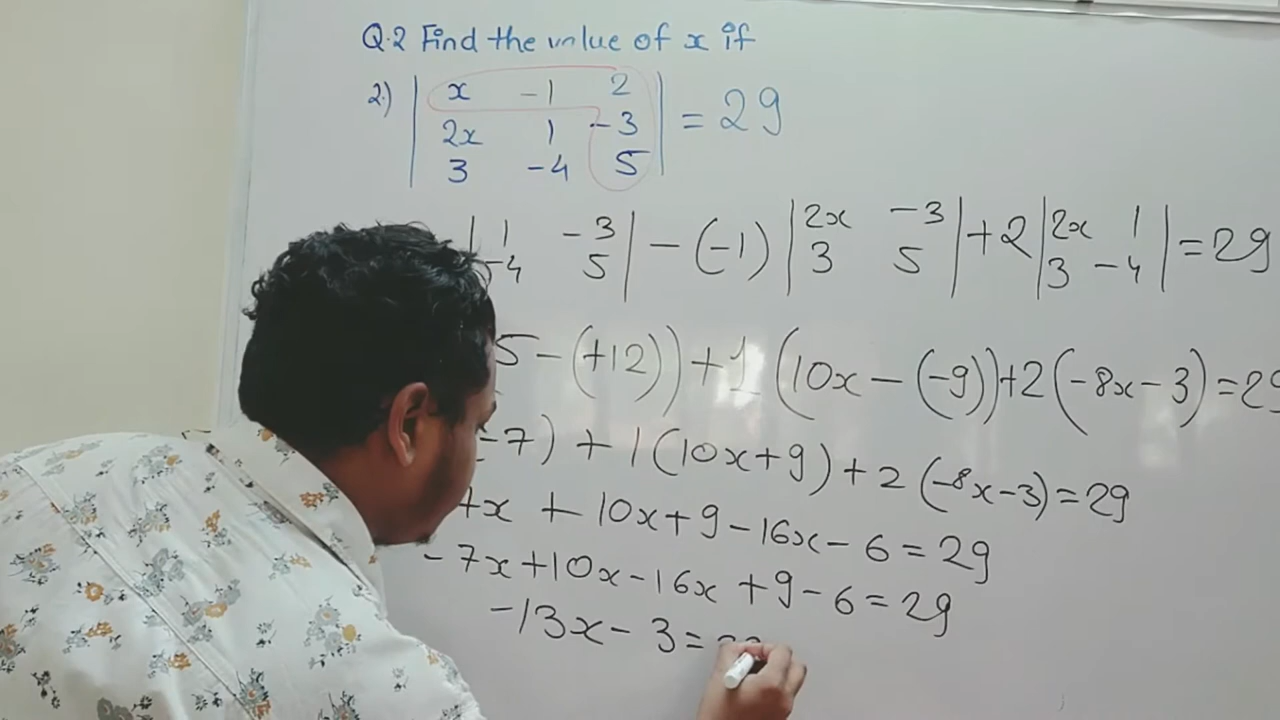 Q.2 Find the value of x if
2.) | x -1 2 | = 29
| 2x 1 -3 |
| 3 -4 5 |
| 1 -3 | - (-1) | 2x -3 | + 2 | 2x 1 | = 29
-4 5 | | 3 5 | | 3 -4 |
5 - (+12)) + 1 (10x - (-9)) + 2 (-8x - 3) = 29
-7) + 1 (10x + 9) + 2 (-8x - 3) = 29
x + 10x + 9 - 16x - 6 = 29
- 7x + 10x - 16x + 9 - 6 = 29
-13x - 3 =